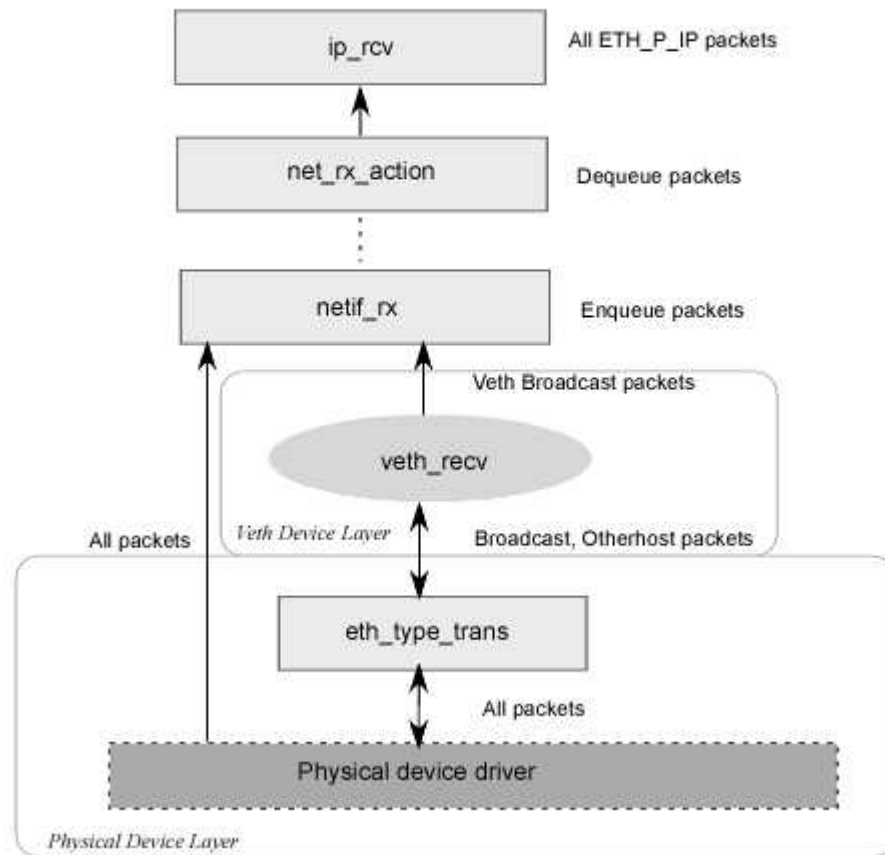 ip_rcv
All ETH_P_IP packets
net_rx_action
Dequeue packets
netif_rx
Enqueue packets
Veth Broadcast packets
veth_recv
Veth Device Layer
All packets
Broadcast, Otherhost packets
eth_type_trans
All packets
Physical device driver
Physical Device Layer